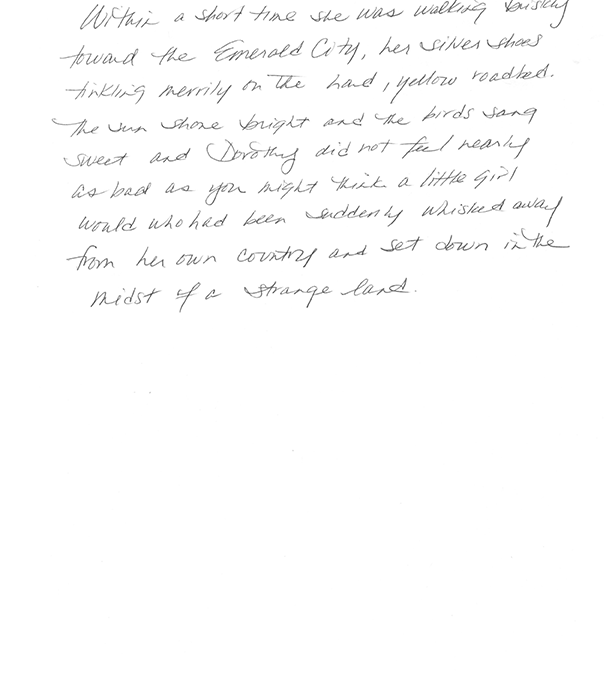 Within a short time she was walking briskly
toward the Emerald City, her silver shoes
tinkling merrily on the hard, yellow roadbed.
The sun shone bright and the birds sang
sweet and Dorothy did not feel nearly
as bad as you might think a little girl
would who had been suddenly whisked away
from her own country and set down in the
midst of a strange land.